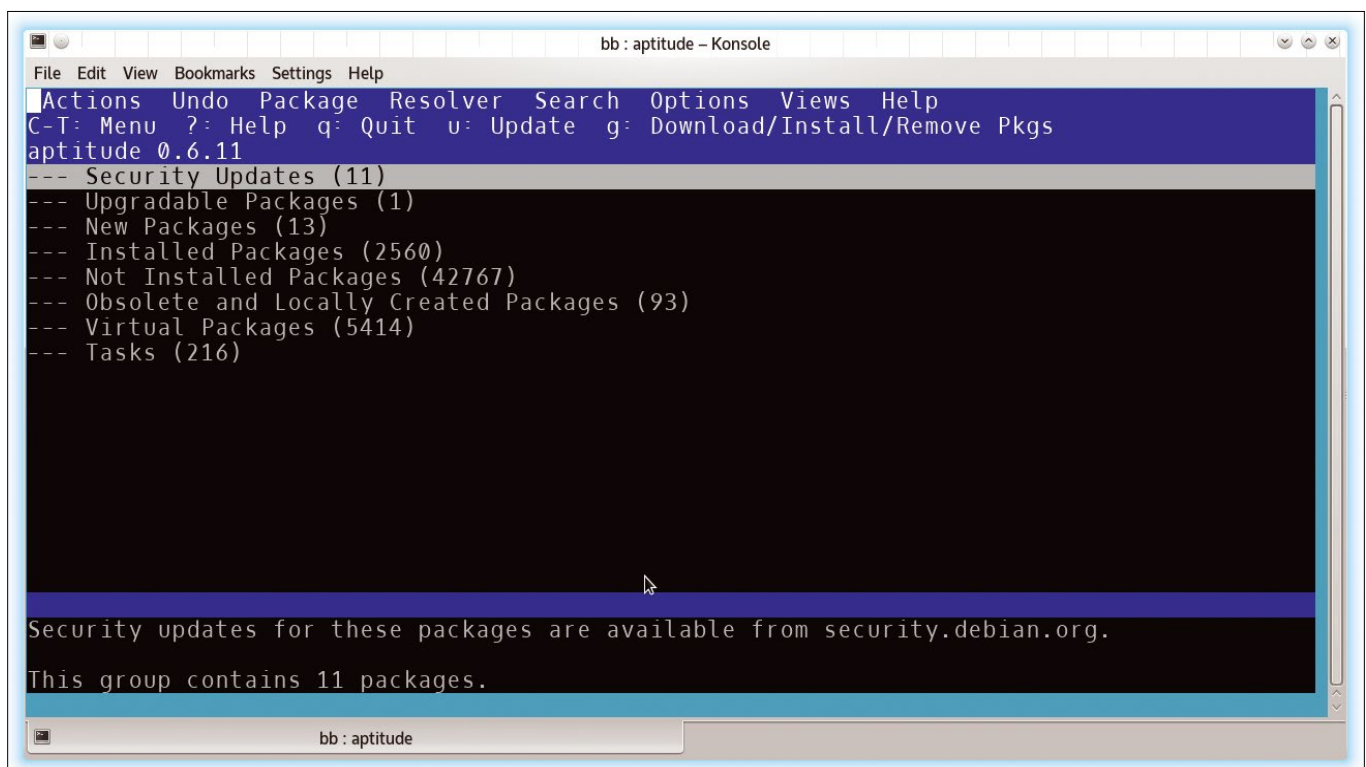 bb : aptitude – Konsole
File Edit View Bookmarks Settings Help
Actions Undo Package Resolver Search Options Views Help
C-T: Menu ?: Help q: Quit u: Update g: Download/Install/Remove Pkgs
aptitude 0.6.11
--- Security Updates (11)
--- Upgradable Packages (1)
--- New Packages (13)
--- Installed Packages (2560)
--- Not Installed Packages (42767)
--- Obsolete and Locally Created Packages (93)
--- Virtual Packages (5414)
--- Tasks (216)
Security updates for these packages are available from security.debian.org.
This group contains 11 packages.
bb : aptitude